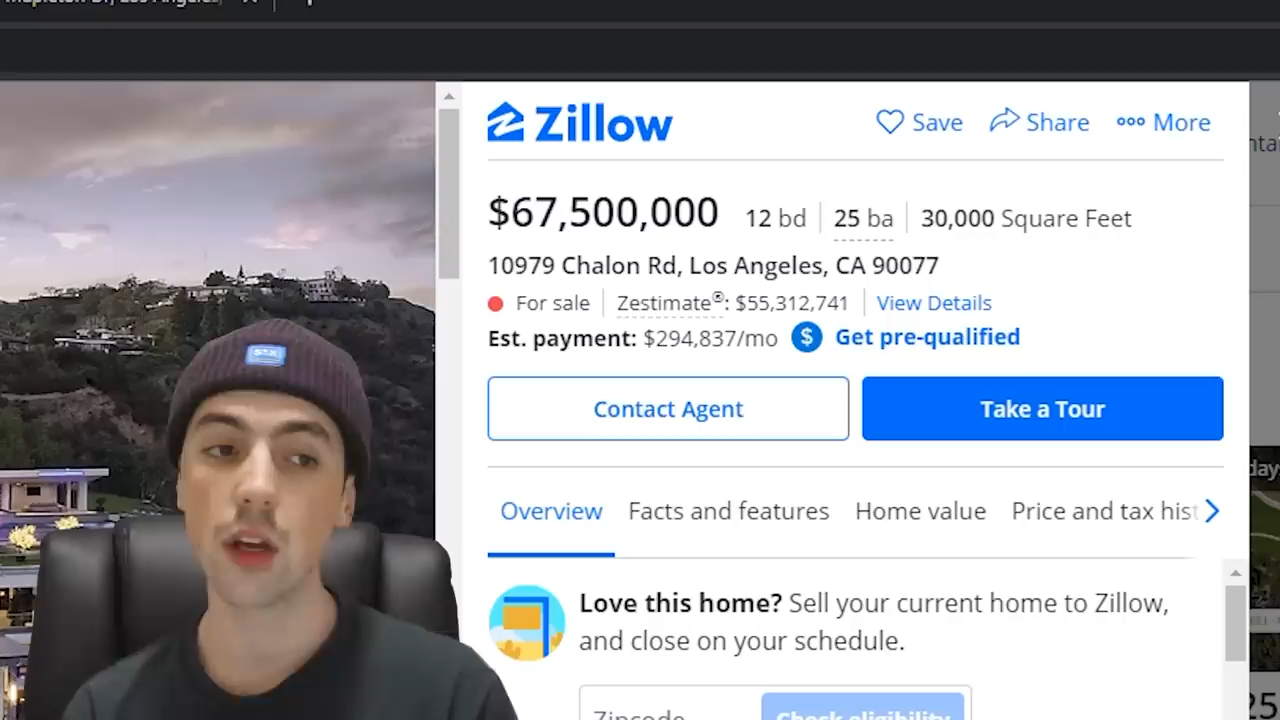 Zillow
Save
Share
More
$67,500,000 12 bd 25 ba 30,000 Square Feet
10979 Chalon Rd, Los Angeles, CA 90077
For sale Zestimate®: $55,312,741 View Details
Est. payment: $294,837/mo $ Get pre-qualified
Contact Agent
Take a Tour
Overview Facts and features Home value Price and tax hist
Love this home? Sell your current home to Zillow,
and close on your schedule.
Zipcode
Check eligibility